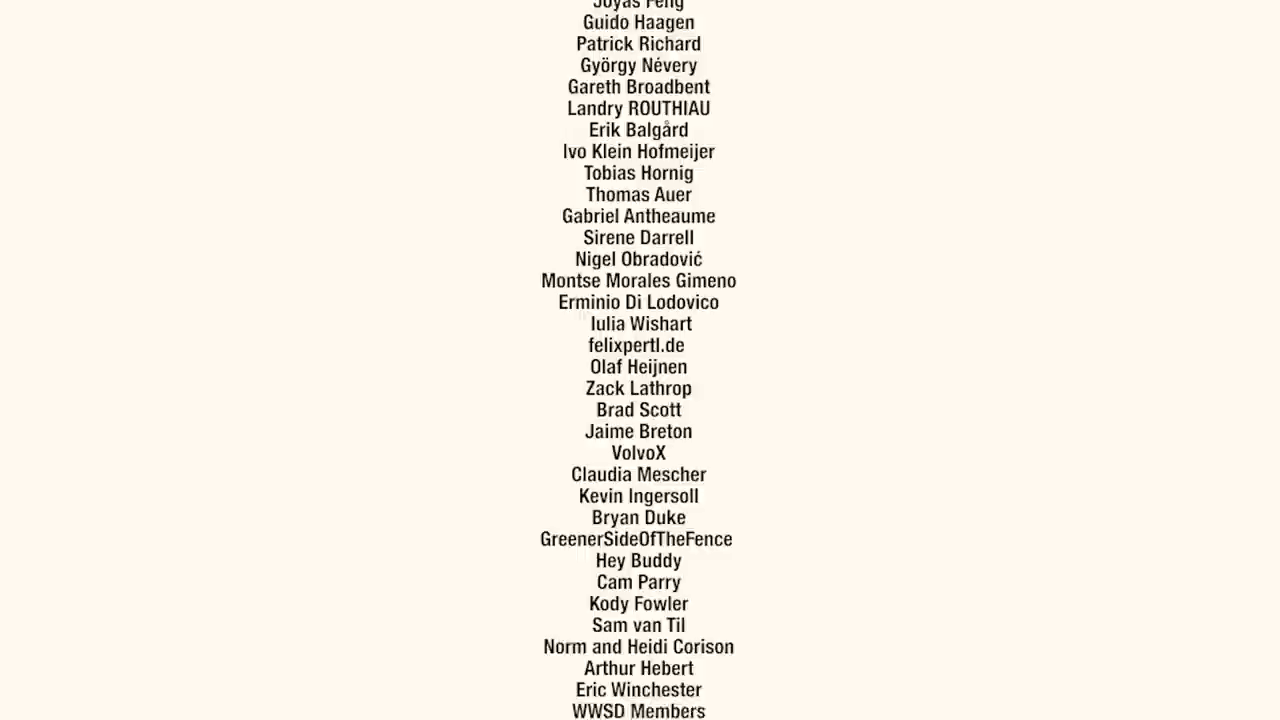 Joyas Feng
Guido Haagen
Patrick Richard
György Névery
Gareth Broadbent
Landry ROUTHIAU
Erik Balgård
Ivo Klein Hofmeijer
Tobias Hornig
Thomas Auer
Gabriel Antheaume
Sirene Darrell
Nigel Obradović
Montse Morales Gimeno
Erminio Di Lodovico
Iulia Wishart
felixpertl.de
Olaf Heijnen
Zack Lathrop
Brad Scott
Jaime Breton
VolvoX
Claudia Mescher
Kevin Ingersoll
Bryan Duke
GreenerSideOfTheFence
Hey Buddy
Cam Parry
Kody Fowler
Sam van Til
Norm and Heidi Corison
Arthur Hebert
Eric Winchester
WWSD Members